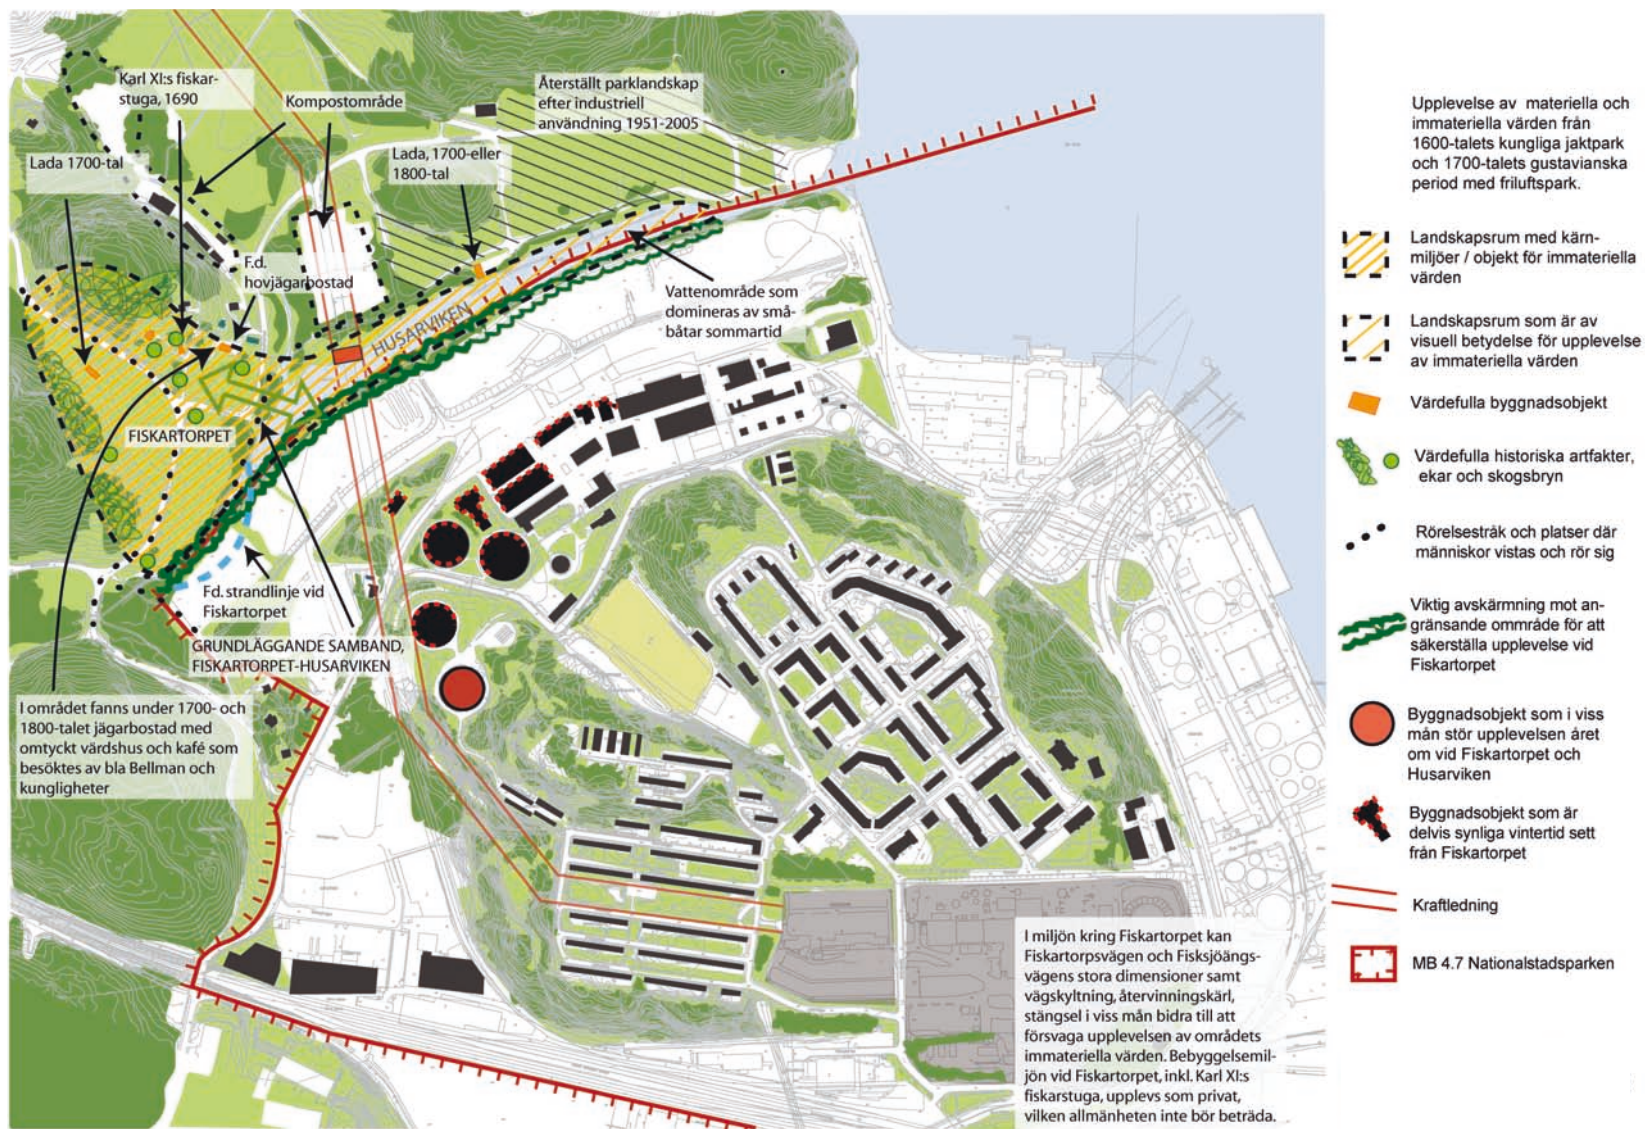 Karl XI:s fiskar-
stuga, 1690
Kompostområde
Återställt parklandskap
efter industriell
användning 1951-2005
Lada 1700-tal
Lada, 1700-eller
1800-tal
F.d.
hovjägarbostad
HUSARVIKEN
Vattenområde som
domineras av små-
båtar sommartid
FISKARTORPET
Fd. strandlinje vid
Fiskartorpet
GRUNDLÄGGANDE SAMBAND,
FISKARTORPET-HUSARVIKEN
I området fanns under 1700- och
1800-talet jägarbostad med
omtyckt värdshus och kafé som
besöktes av bla Bellman och
kungligheter
I miljön kring Fiskartorpet kan
Fiskartorpsvägen och Fisksjöängs-
vägens stora dimensioner samt
vägskyltning, återvinningskärl,
stängsel i viss mån bidra till att
försvaga upplevelsen av områdets
immateriella värden. Bebyggelsemil-
jön vid Fiskartorpet, inkl. Karl XI:s
fiskarstuga, upplevs som privat,
vilken allmänheten inte bör beträda.
Upplevelse av materiella och
immateriella värden från
1600-talets kungliga jaktpark
och 1700-talets gustavianska
period med friluftspark.
Landskapsrum med kärn-
miljöer / objekt för immateriella
värden
Landskapsrum som är av
visuell betydelse för upplevelse
av immateriella värden
Värdefulla byggnadsobjekt
Värdefulla historiska artfakter,
ekar och skogsbryn
Rörelsestråk och platser där
människor vistas och rör sig
Viktig avskärmning mot an-
gränsande ommråde för att
säkerställa upplevelse vid
Fiskartorpet
Byggnadsobjekt som i viss
mån stör upplevelsen året
om vid Fiskartorpet och
Husarviken
Byggnadsobjekt som är
delvis synliga vintertid sett
från Fiskartorpet
Kraftledning
MB 4.7 Nationalstadsparken